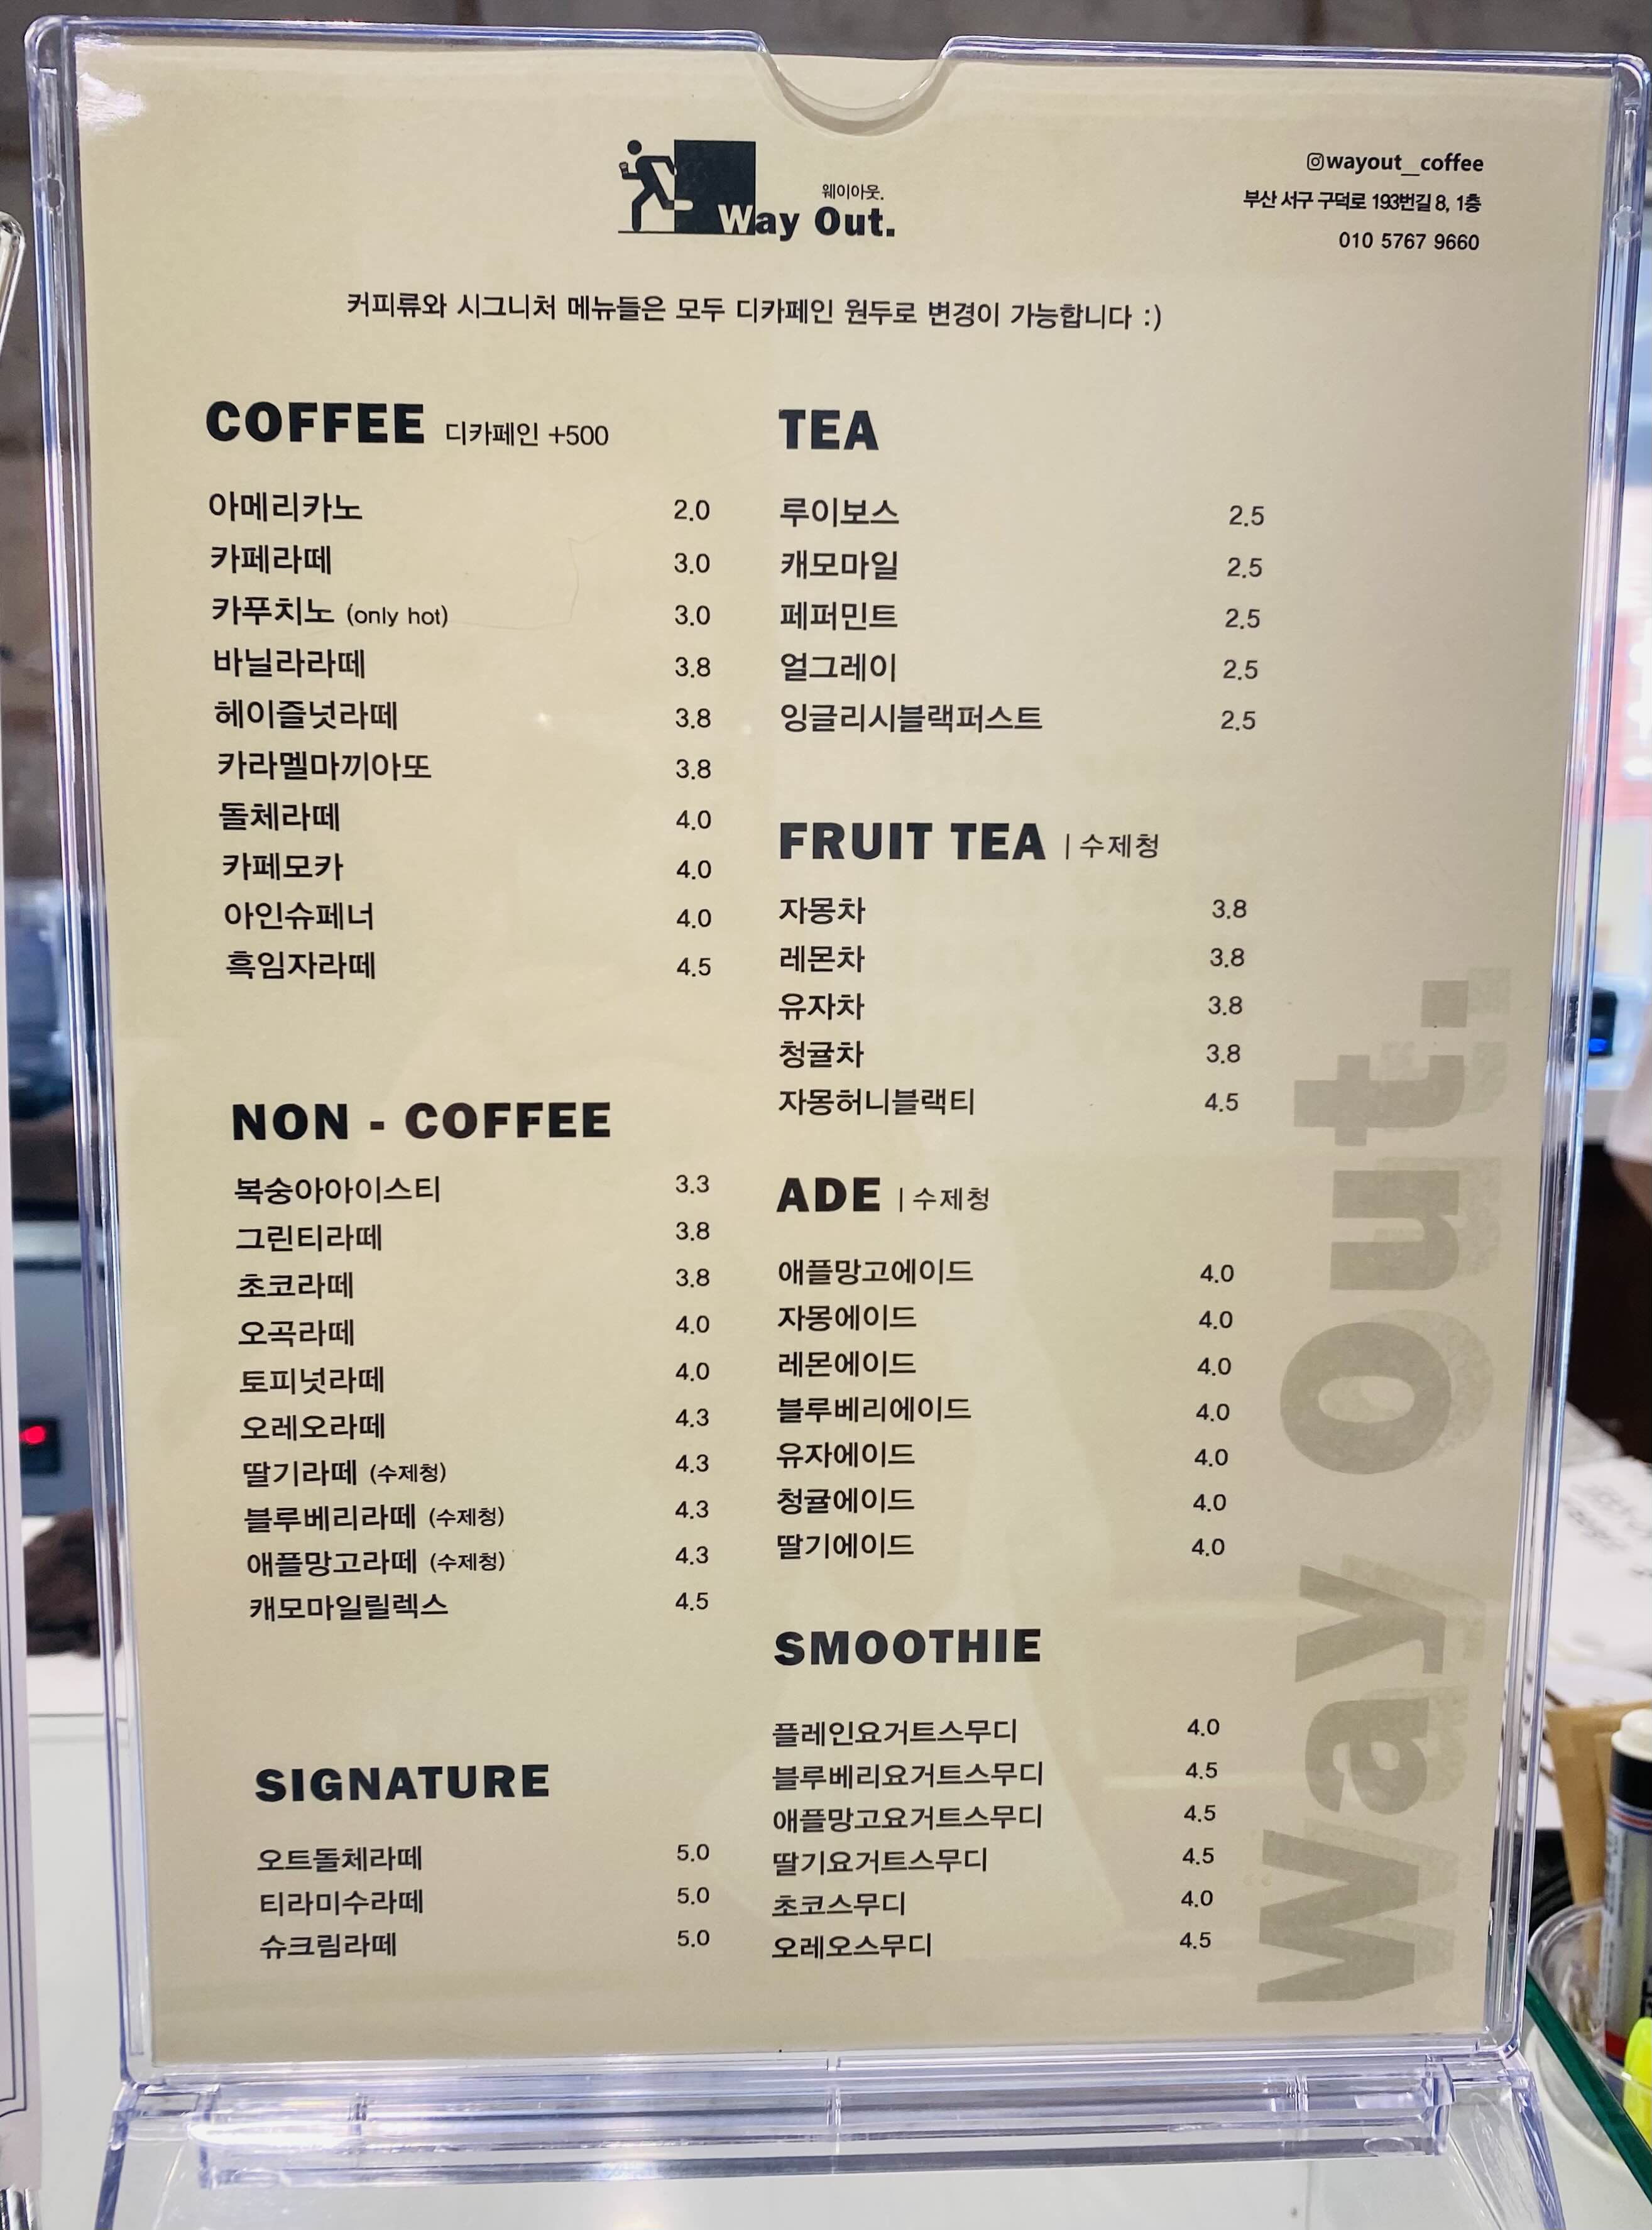 웨이아웃.
Way Out.
@wayout__coffee
부산 서구 구덕로 193번길 8, 1층
010 5767 9660
커피류와 시그니처 메뉴들은 모두 디카페인 원두로 변경이 가능합니다 :)
COFFEE 디카페인 +500
아메리카노 2.0
카페라떼 3.0
카푸치노 (only hot) 3.0
바닐라라떼 3.8
헤이즐넛라떼 3.8
카라멜마끼아또 3.8
돌체라떼 4.0
카페모카 4.0
아인슈페너 4.0
흑임자라떼 4.5
NON - COFFEE
복숭아아이스티 3.3
그린티라떼 3.8
초코라떼 3.8
오곡라떼 4.0
토피넛라떼 4.0
오레오라떼 4.3
딸기라떼 (수제청) 4.3
블루베리라떼 (수제청) 4.3
애플망고라떼 (수제청) 4.3
캐모마일릴렉스 4.5
SIGNATURE
오트돌체라떼 5.0
티라미수라떼 5.0
슈크림라떼 5.0
TEA
루이보스 2.5
캐모마일 2.5
페퍼민트 2.5
얼그레이 2.5
잉글리시블랙퍼스트 2.5
FRUIT TEA | 수제청
자몽차 3.8
레몬차 3.8
유자차 3.8
청귤차 3.8
자몽허니블랙티 4.5
ADE | 수제청
애플망고에이드 4.0
자몽에이드 4.0
레몬에이드 4.0
블루베리에이드 4.0
유자에이드 4.0
청귤에이드 4.0
딸기에이드 4.0
SMOOTHIE
플레인요거트스무디 4.0
블루베리요거트스무디 4.5
애플망고요거트스무디 4.5
딸기요거트스무디 4.5
초코스무디 4.0
오레오스무디 4.5
Way Out.